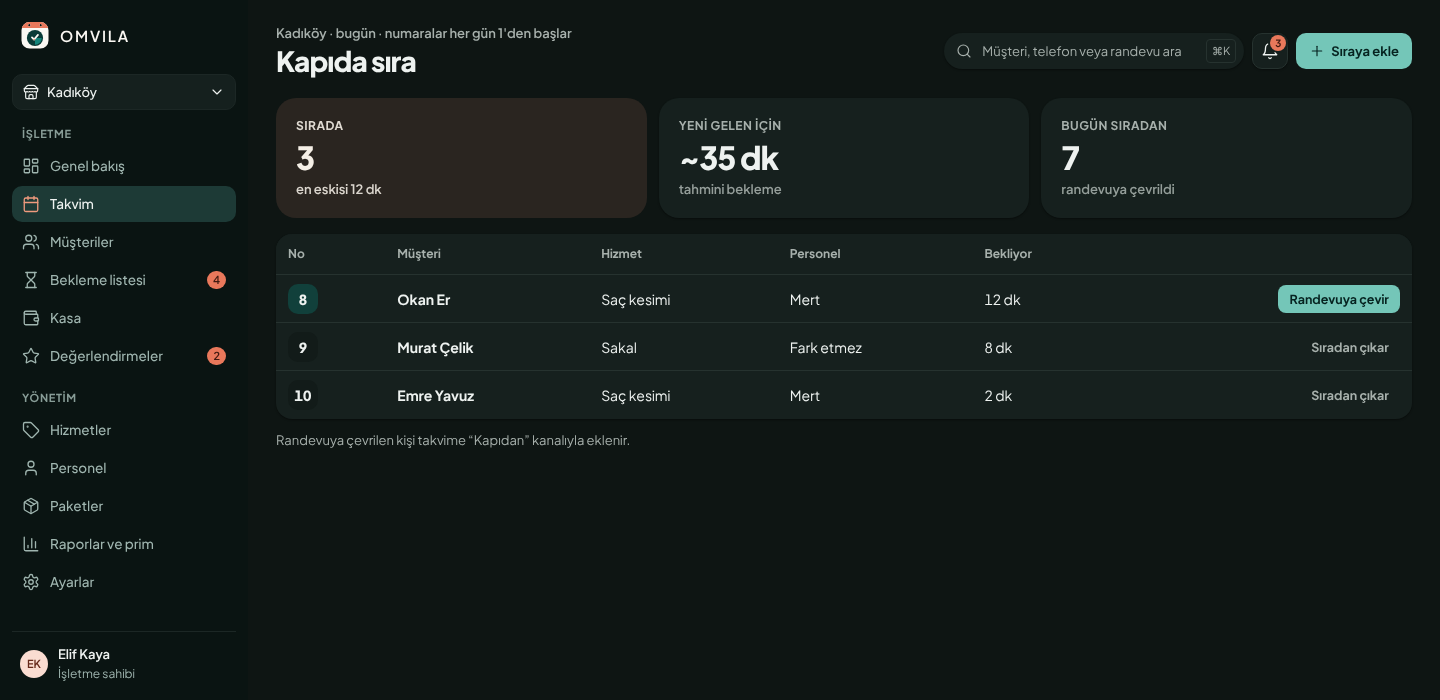 OMVILA
Kadıköy
İŞLETME
Genel bakış
Takvim
Müşteriler
Bekleme listesi 4
Kasa
Değerlendirmeler 2
YÖNETİM
Hizmetler
Personel
Paketler
Raporlar ve prim
Ayarlar
EK
Elif Kaya
İşletme sahibi
Kadıköy · bugün · numaralar her gün 1'den başlar
Kapıda sıra
Müşteri, telefon veya randevu ara ⌘K
3
+ Sıraya ekle
SIRADA
3
en eskisi 12 dk
YENİ GELEN İÇİN
~35 dk
tahmini bekleme
BUGÜN SIRADAN
7
randevuya çevrildi
No Müşteri Hizmet Personel Bekliyor
8 Okan Er Saç kesimi Mert 12 dk Randevuya çevir
9 Murat Çelik Sakal Fark etmez 8 dk Sıradan çıkar
10 Emre Yavuz Saç kesimi Mert 2 dk Sıradan çıkar
Randevuya çevrilen kişi takvime “Kapıdan” kanalıyla eklenir.